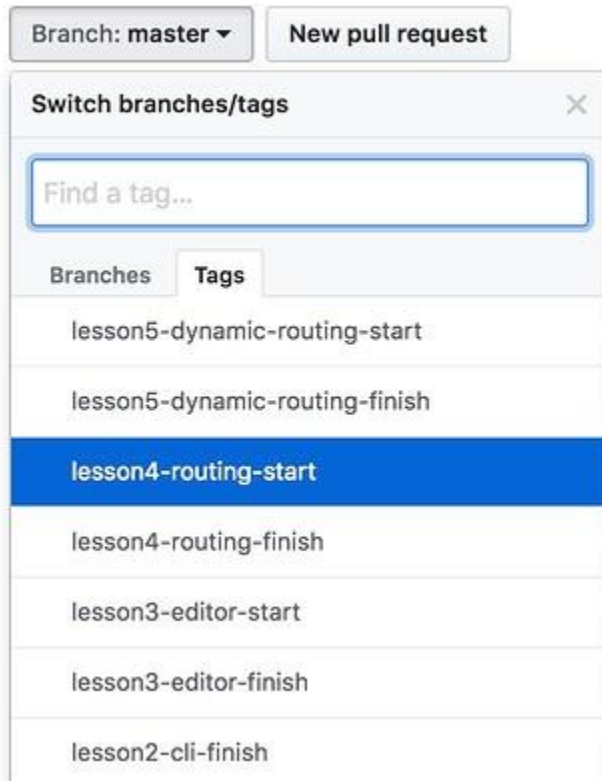 Branch: master New pull request
Switch branches/tags
Find a tag...
Branches Tags
lesson5-dynamic-routing-start
lesson5-dynamic-routing-finish
lesson4-routing-start
lesson4-routing-finish
lesson3-editor-start
lesson3-editor-finish
lesson2-cli-finish